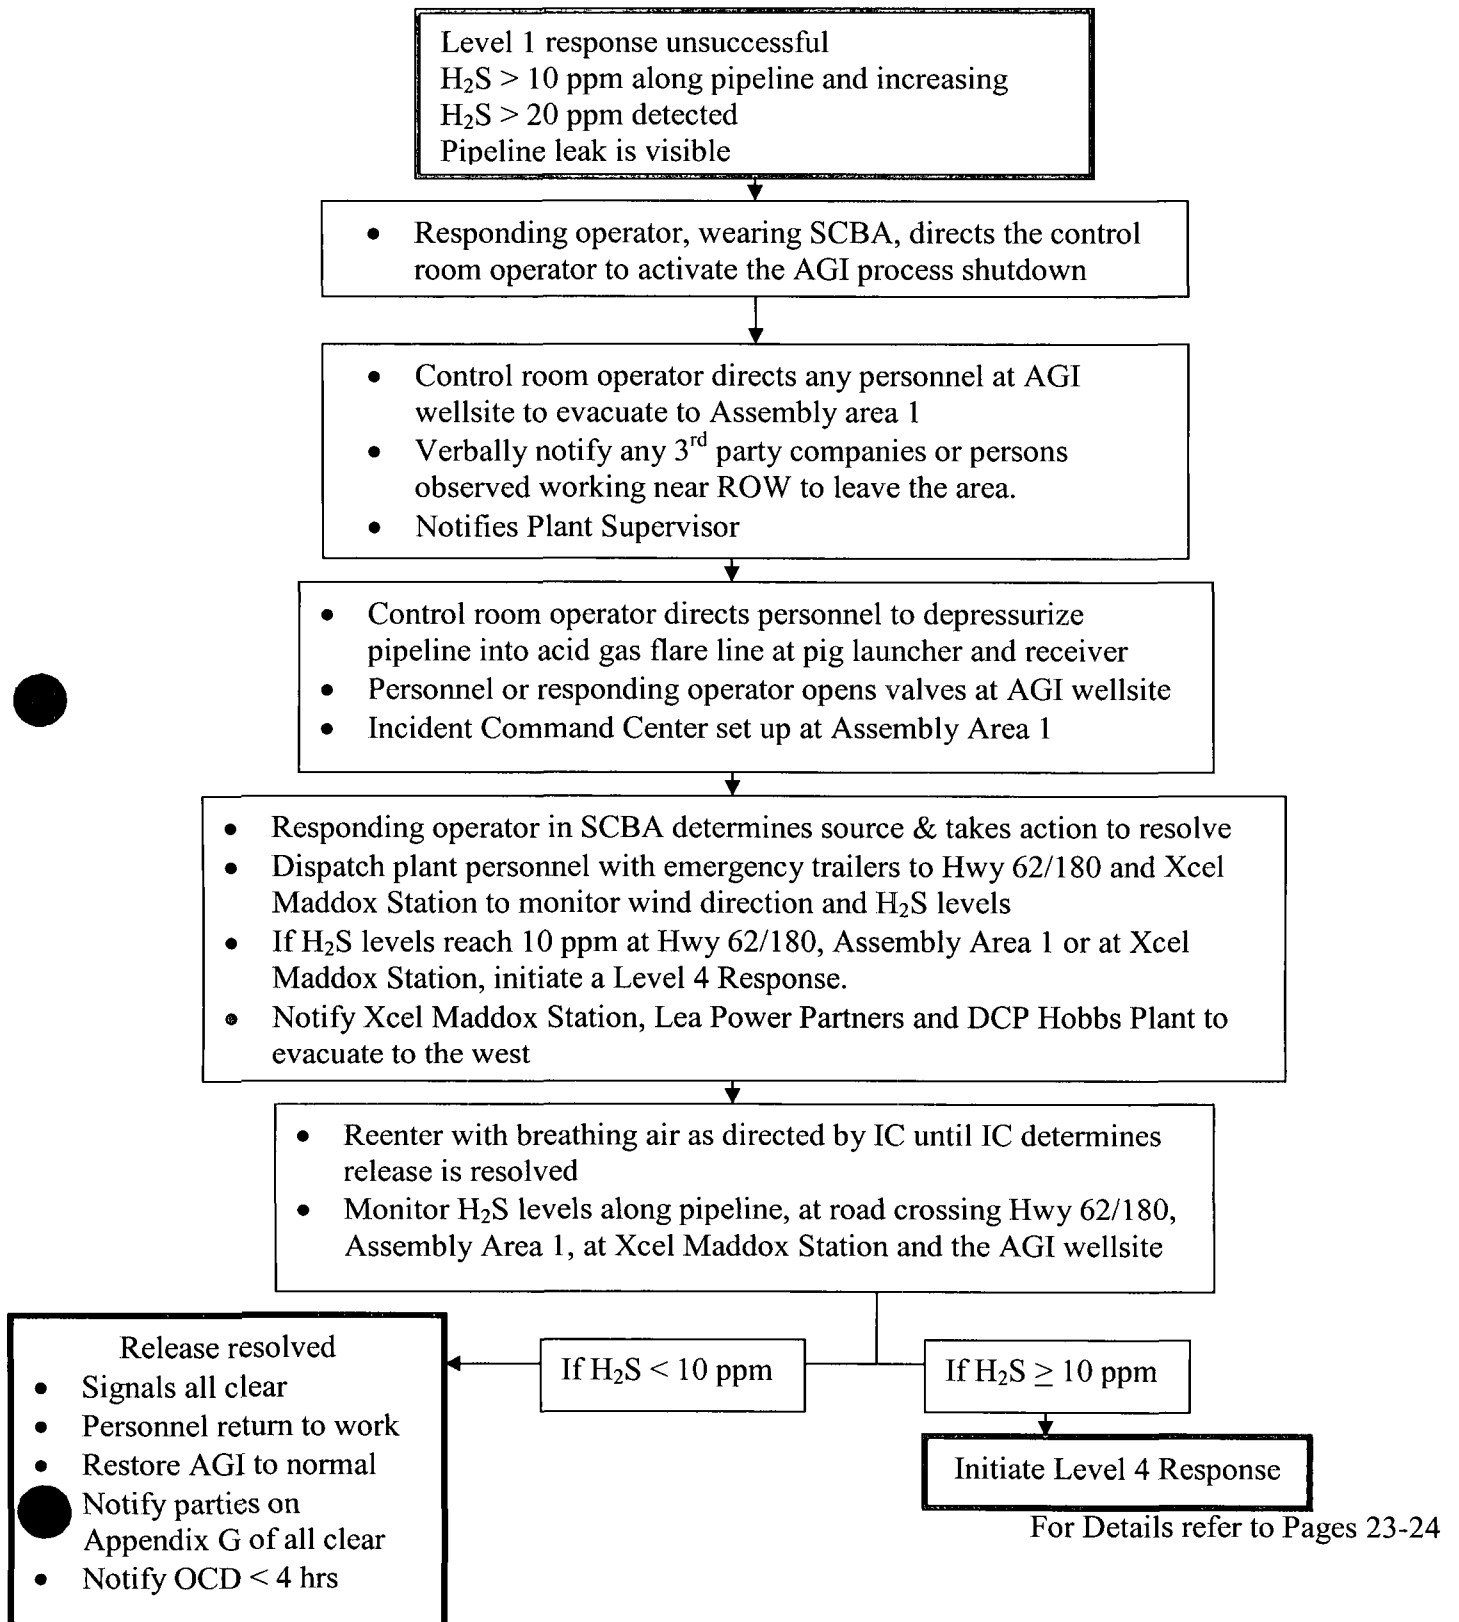 Level 1 response unsuccessful
H₂S > 10 ppm along pipeline and increasing
H₂S > 20 ppm detected
Pipeline leak is visible
• Responding operator, wearing SCBA, directs the control
room operator to activate the AGI process shutdown
• Control room operator directs any personnel at AGI
wellsite to evacuate to Assembly area 1
• Verbally notify any 3rd party companies or persons
observed working near ROW to leave the area.
• Notifies Plant Supervisor
• Control room operator directs personnel to depressurize
pipeline into acid gas flare line at pig launcher and receiver
• Personnel or responding operator opens valves at AGI wellsite
• Incident Command Center set up at Assembly Area 1
• Responding operator in SCBA determines source & takes action to resolve
• Dispatch plant personnel with emergency trailers to Hwy 62/180 and Xcel
Maddox Station to monitor wind direction and H₂S levels
• If H₂S levels reach 10 ppm at Hwy 62/180, Assembly Area 1 or at Xcel
Maddox Station, initiate a Level 4 Response.
• Notify Xcel Maddox Station, Lea Power Partners and DCP Hobbs Plant to
evacuate to the west
• Reenter with breathing air as directed by IC until IC determines
release is resolved
• Monitor H₂S levels along pipeline, at road crossing Hwy 62/180,
Assembly Area 1, at Xcel Maddox Station and the AGI wellsite
If H₂S < 10 ppm
If H₂S ≥ 10 ppm
Release resolved
• Signals all clear
• Personnel return to work
• Restore AGI to normal
Notify parties on
Appendix G of all clear
• Notify OCD < 4 hrs
Initiate Level 4 Response
For Details refer to Pages 23-24